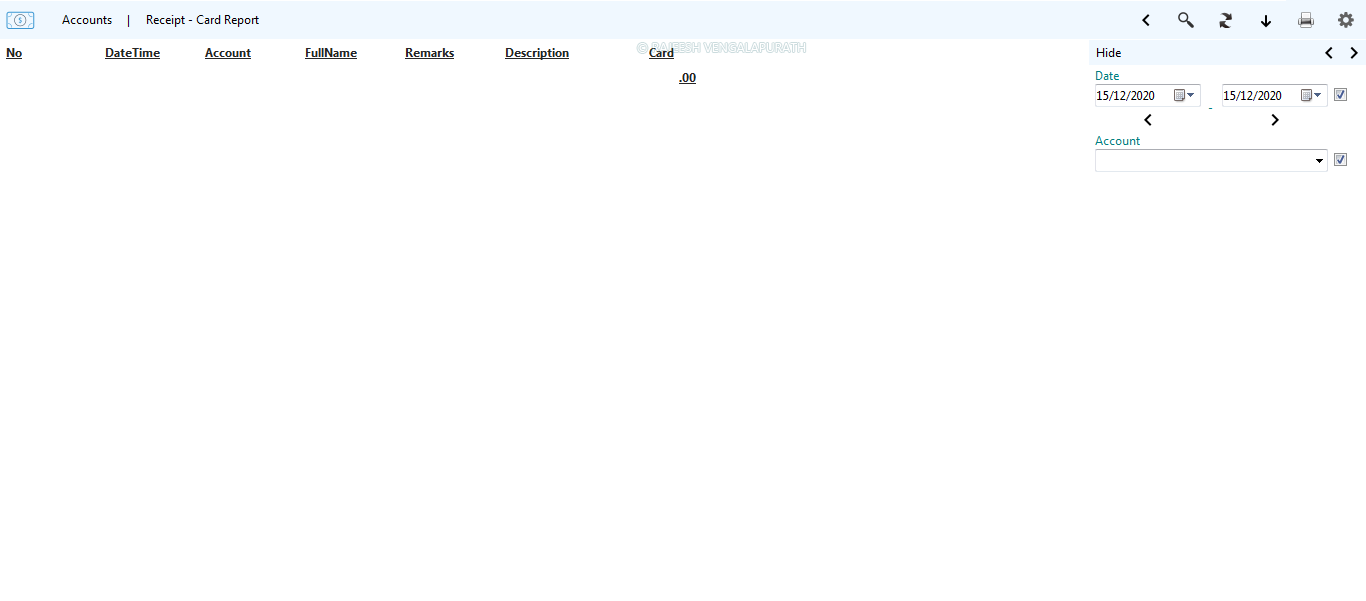 Accounts | Receipt - Card Report
No DateTime Account FullName Remarks Description Card
© RAJEESH VENGALAPURATH
.00
Hide
Date
15/12/2020 - 15/12/2020
Account